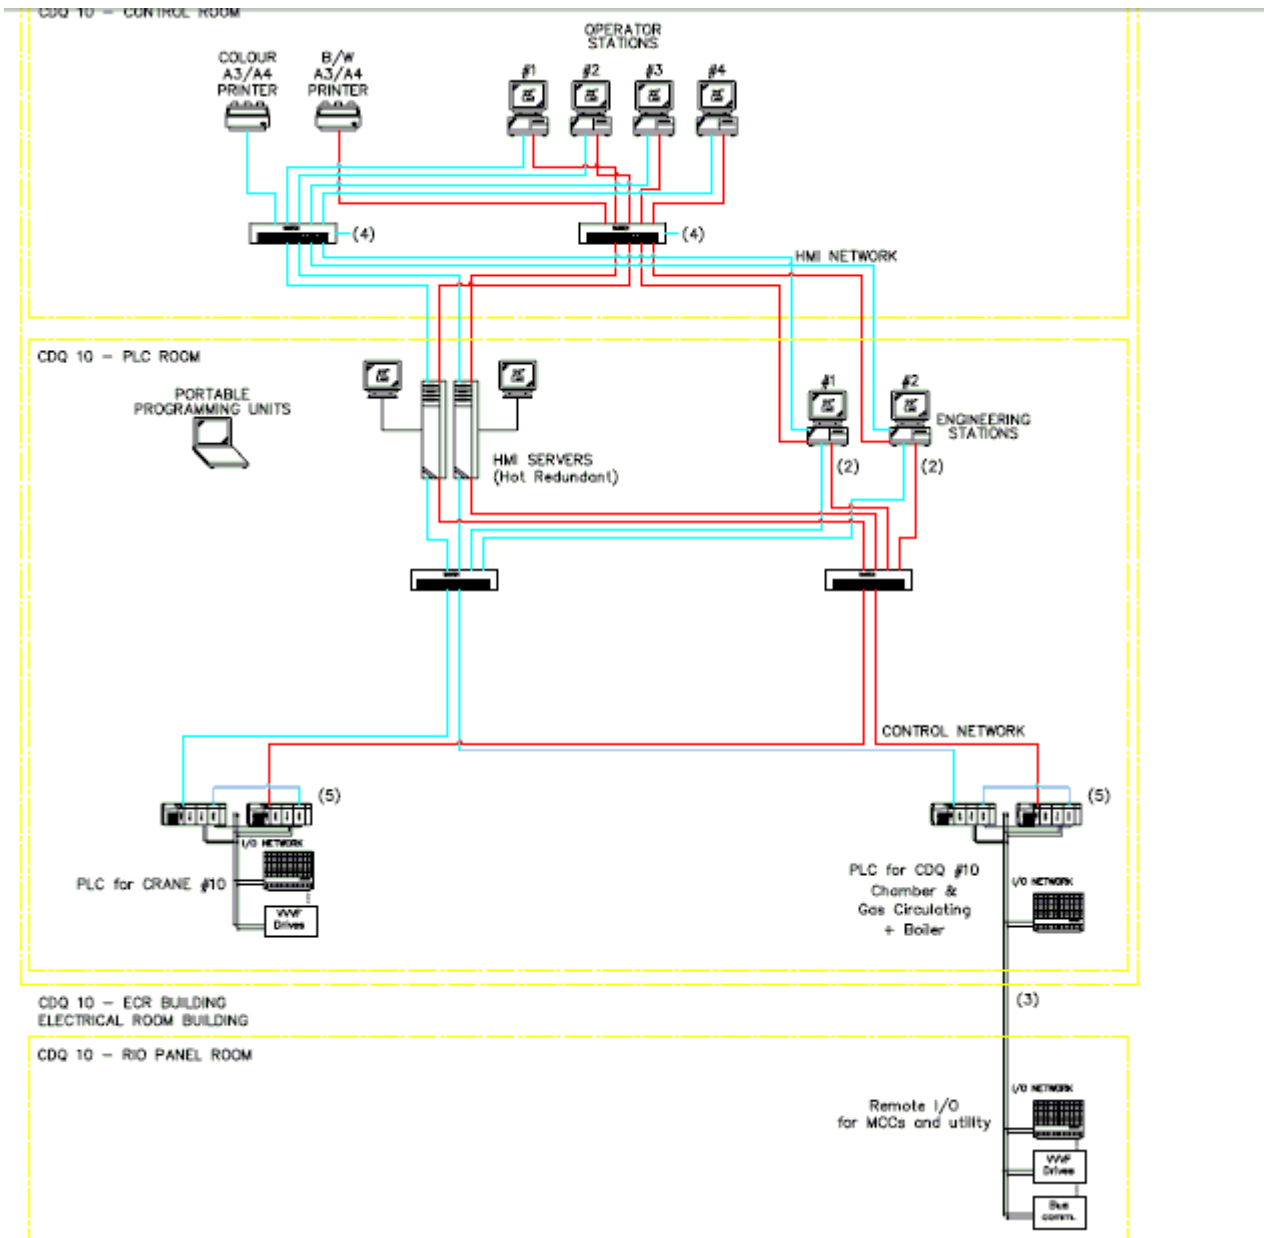 CDQ 10 - CONTROL ROOM
OPERATOR
STATIONS
COLOUR
A3/A4
PRINTER
B/W
A3/A4
PRINTER
#1
#2
#3
#4
(4)
(4)
HMI NETWORK
CDQ 10 - PLC ROOM
PORTABLE
PROGRAMMING UNITS
#1
#2
ENGINEERING
STATIONS
HMI SERVERS
(Hot Redundant)
(2)
(2)
CONTROL NETWORK
(5)
(5)
I/O NETWORK
PLC for CRANE #10
VVVF
Drives
PLC for CDQ #10
Chamber &
Gas Circulating
+ Boiler
I/O NETWORK
CDQ 10 - ECR BUILDING
ELECTRICAL ROOM BUILDING
(3)
CDQ 10 - RIO PANEL ROOM
I/O NETWORK
Remote I/O
for MCCs and utility
VVVF
Drives
Bus
comm.